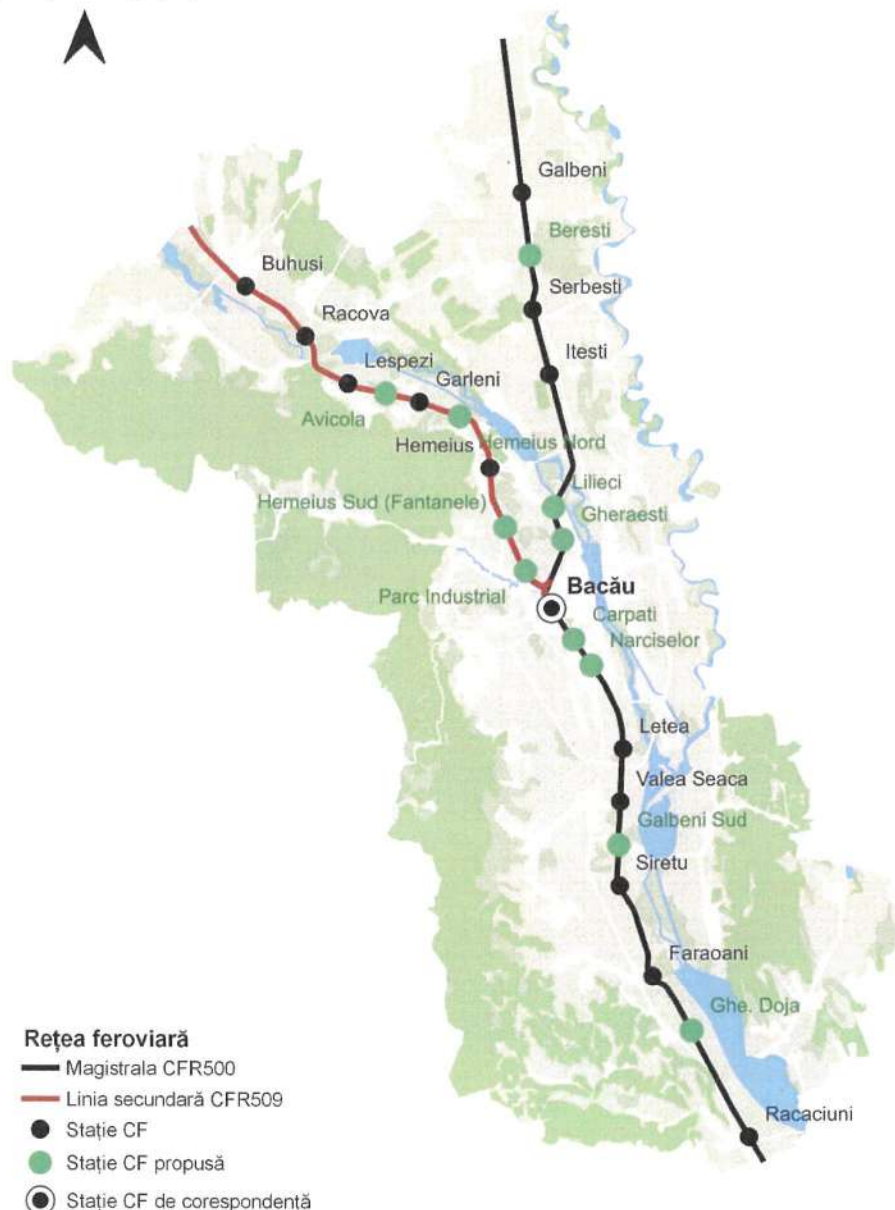 Galbeni
Beresti
Serbesti
Buhusi
Racova
Itesti
Lespezi
Garleni
Avicola
Hemeius Hemeius Nord
Lilieci
Hemeius Sud (Fantanele)
Gheraesti
Bacău
Parc Industrial
Carpati
Narciselor
Letea
Valea Seaca
Galbeni Sud
Siretu
Faraoani
Ghe. Doja
Rețea feroviară
Magistrala CFR500
Linia secundară CFR509
Racaciuni
Stație CF
Stație CF propusă
Stație CF de corespondență